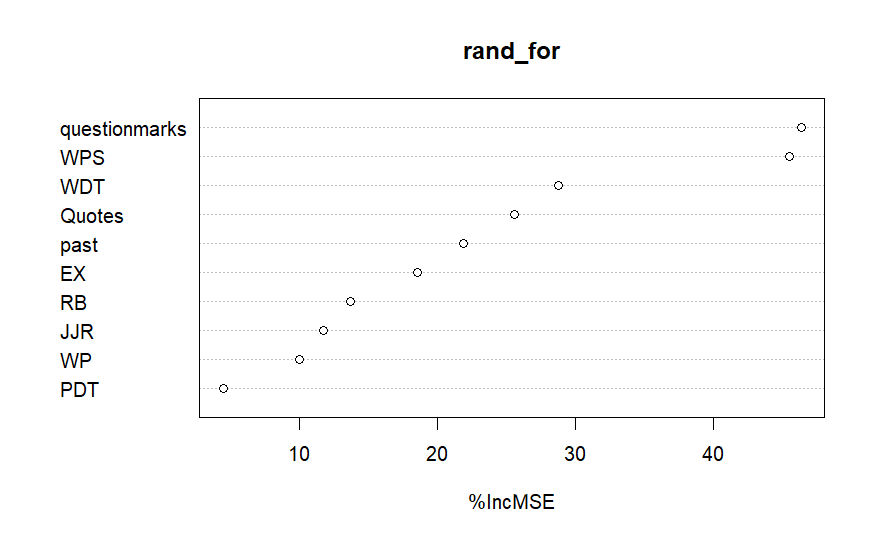 rand_for
questionmarks
WPS
WDT
Quotes
past
EX
RB
JJR
WP
PDT
10 20 30 40
%IncMSE